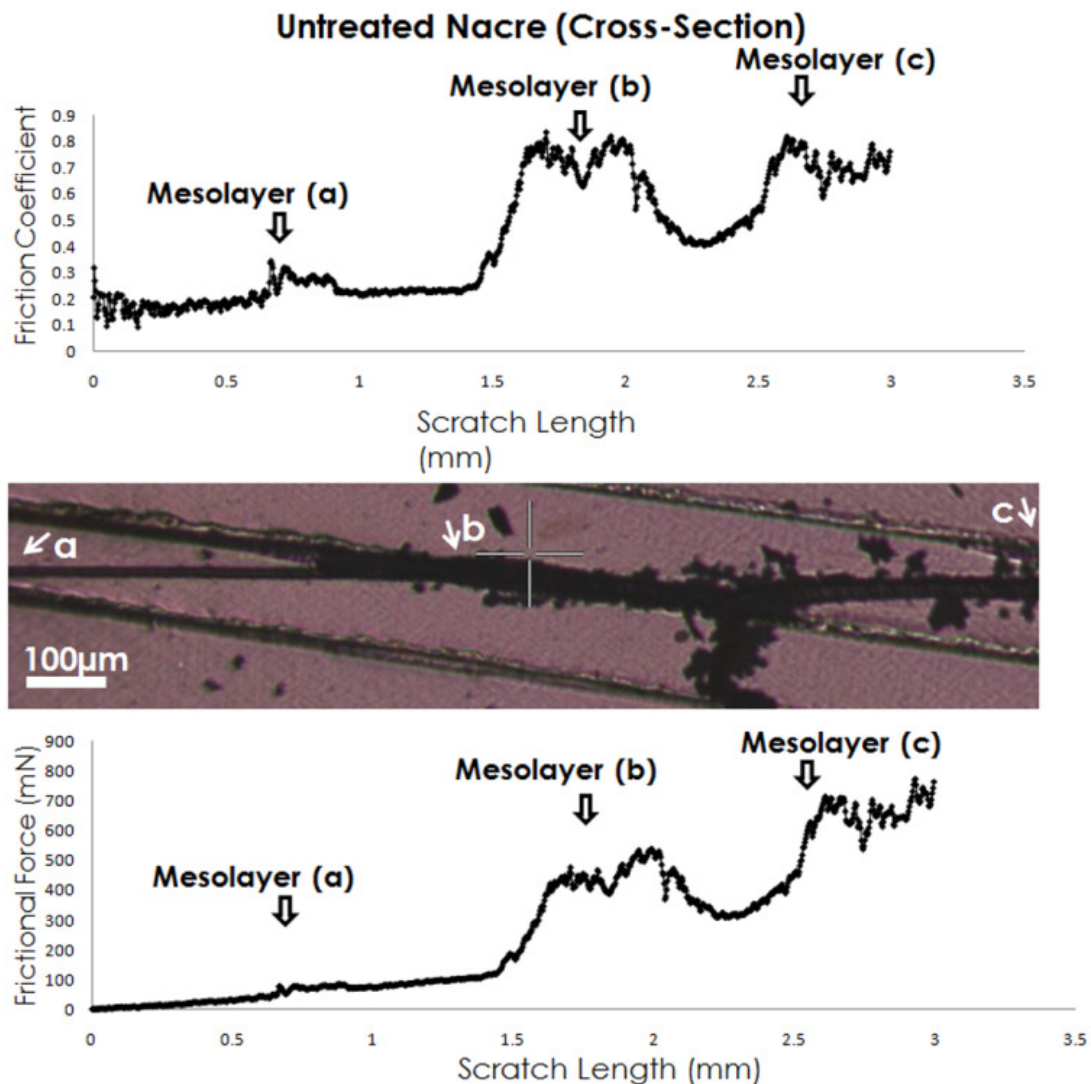 Untreated Nacre (Cross-Section)
Mesolayer (c)
Mesolayer (b)
Mesolayer (a)
Friction Coefficient
0.9
0.8
0.7
0.6
0.5
0.4
0.3
0.2
0.1
0
0 0.5 1 1.5 2 2.5 3 3.5
Scratch Length
(mm)
a
b
c
100µm
Frictional Force (mN)
900
800
700
600
500
400
300
200
100
0
Mesolayer (c)
Mesolayer (b)
Mesolayer (a)
0 0.5 1 1.5 2 2.5 3 3.5
Scratch Length (mm)